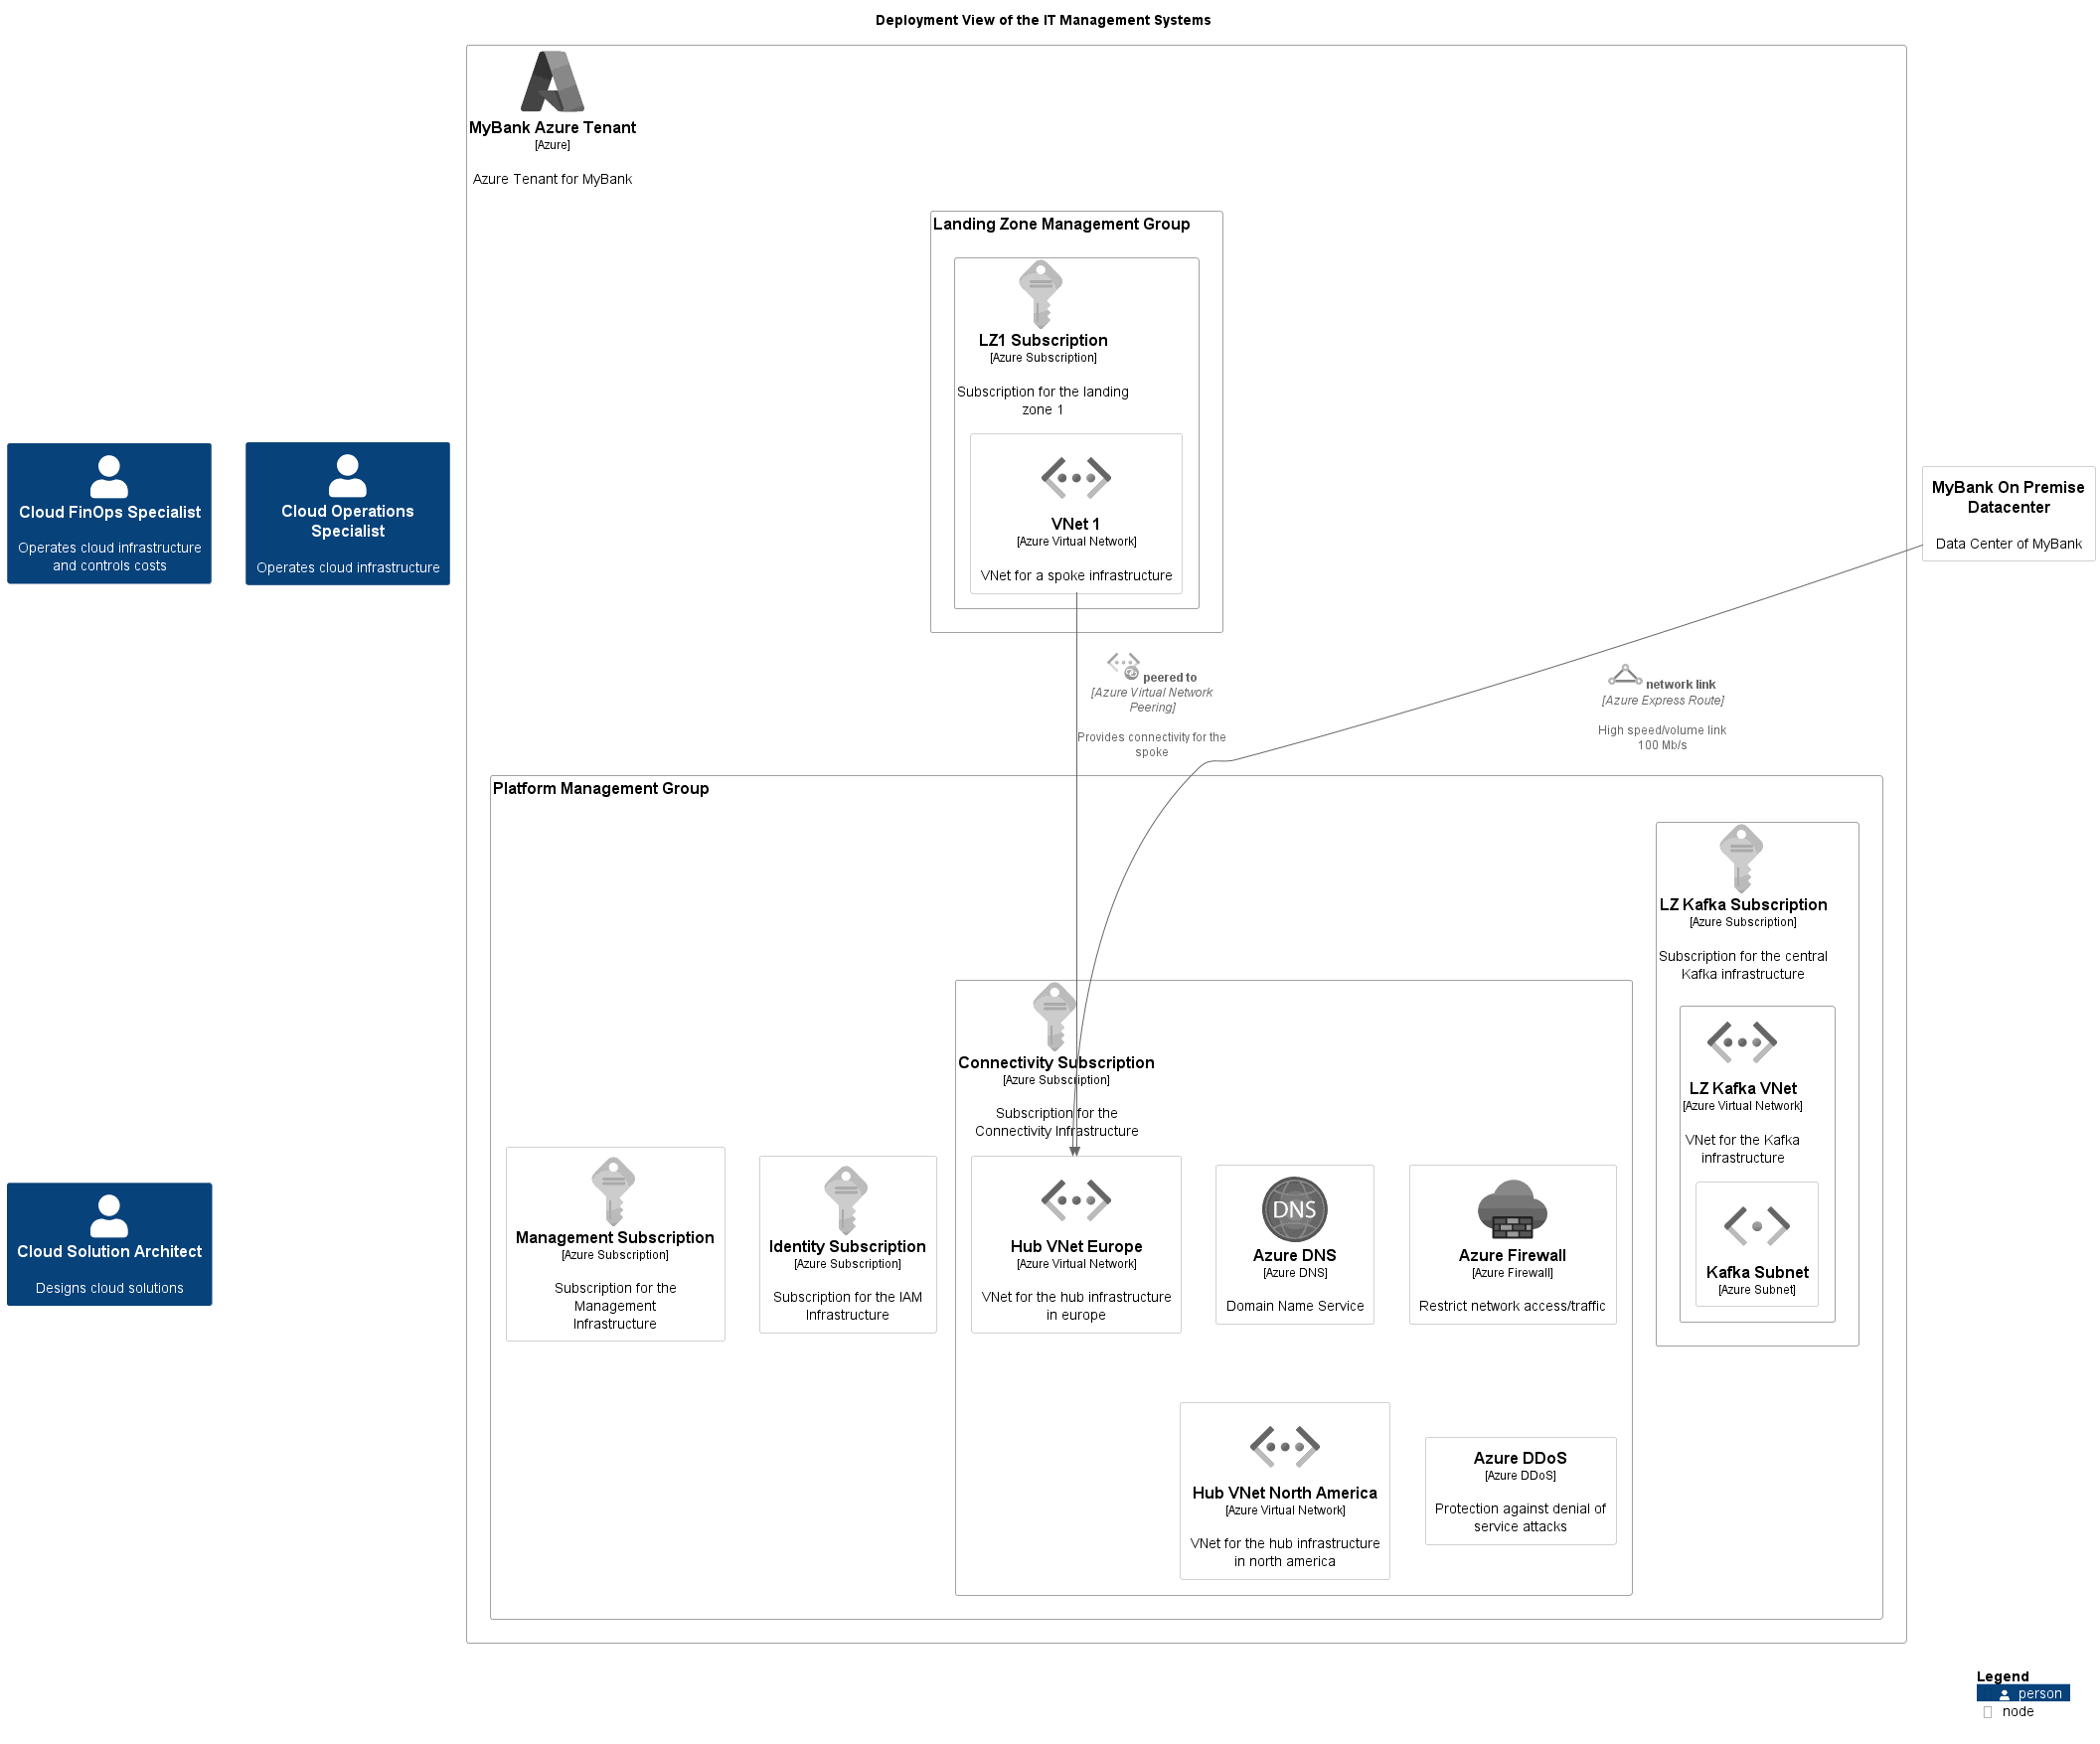 Deployment View of the IT Management Systems
MyBank Azure Tenant
[Azure]
Azure Tenant for MyBank
Landing Zone Management Group
LZ1 Subscription
[Azure Subscription]
Subscription for the landing
zone 1
VNet 1
[Azure Virtual Network]
VNet for a spoke infrastructure
Cloud FinOps Specialist
Operates cloud infrastructure
and controls costs
Cloud Operations
Specialist
Operates cloud infrastructure
MyBank On Premise
Datacenter
Data Center of MyBank
peered to
[Azure Virtual Network
Peering]
Provides connectivity for the
spoke
network link
[Azure Express Route]
High speed/volume link
100 Mb/s
Platform Management Group
LZ Kafka Subscription
[Azure Subscription]
Subscription for the central
Kafka infrastructure
LZ Kafka VNet
[Azure Virtual Network]
VNet for the Kafka
infrastructure
Kafka Subnet
[Azure Subnet]
Connectivity Subscription
[Azure Subscription]
Subscription for the
Connectivity Infrastructure
Cloud Solution Architect
Designs cloud solutions
Management Subscription
[Azure Subscription]
Subscription for the
Management
Infrastructure
Identity Subscription
[Azure Subscription]
Subscription for the IAM
Infrastructure
Hub VNet Europe
[Azure Virtual Network]
VNet for the hub infrastructure
in europe
DNS
Azure DNS
[Azure DNS]
Domain Name Service
Azure Firewall
[Azure Firewall]
Restrict network access/traffic
Hub VNet North America
[Azure Virtual Network]
VNet for the hub infrastructure
in north america
Azure DDoS
[Azure DDoS]
Protection against denial of
service attacks
Legend
person
node